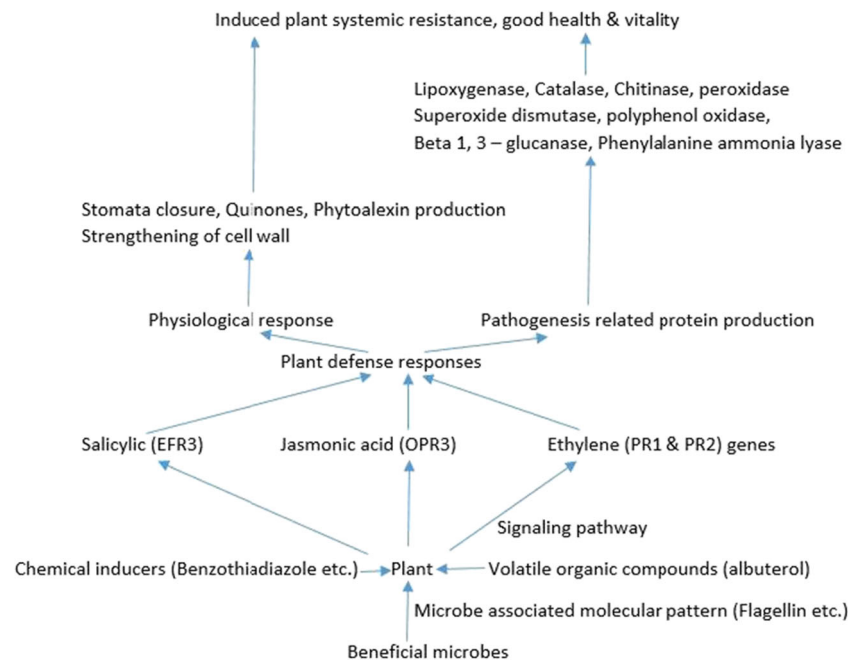 Induced plant systemic resistance, good health & vitality
Lipoxygenase, Catalase, Chitinase, peroxidase
Superoxide dismutase, polyphenol oxidase,
Beta 1, 3 – glucanase, Phenylalanine ammonia lyase
Stomata closure, Quinones, Phytoalexin production
Strengthening of cell wall
Physiological response
Pathogenesis related protein production
Plant defense responses
Salicylic (EFR3)
Jasmonic acid (OPR3)
Ethylene (PR1 & PR2) genes
Signaling pathway
Chemical inducers (Benzothiadiazole etc.)
Plant
Volatile organic compounds (albuterol)
Microbe associated molecular pattern (Flagellin etc.)
Beneficial microbes